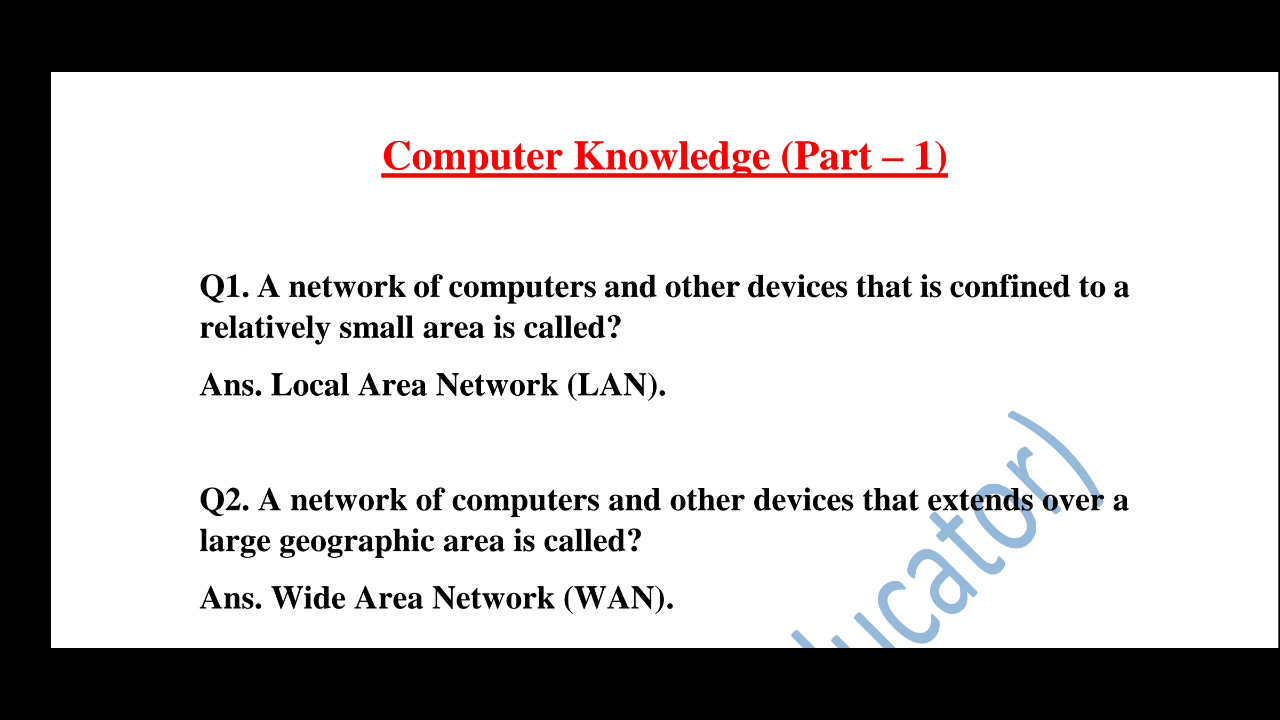 Computer Knowledge (Part – 1)
Q1. A network of computers and other devices that is confined to a
relatively small area is called?
Ans. Local Area Network (LAN).
Q2. A network of computers and other devices that extends over a
large geographic area is called?
Ans. Wide Area Network (WAN).
ducator)